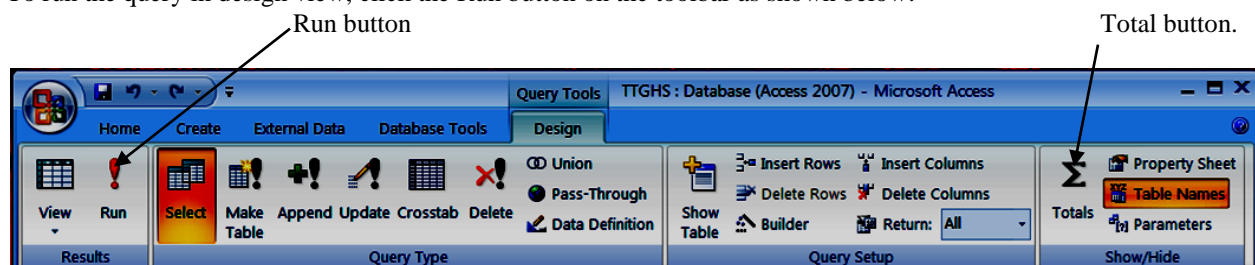 To run the query in design view, click the Run button on the toolbar as shown below.
Run button Total button.
Query Tools TTGHS : Database (Access 2007) - Microsoft Access
Home Create External Data Database Tools Design
Union Insert Rows Insert Columns Property Sheet
Pass-Through Delete Rows Delete Columns Table Names
View Run Select Make Table Append Update Crosstab Delete Data Definition Show Table Builder Return: All Totals Parameters
Results Query Type Query Setup Show/Hide